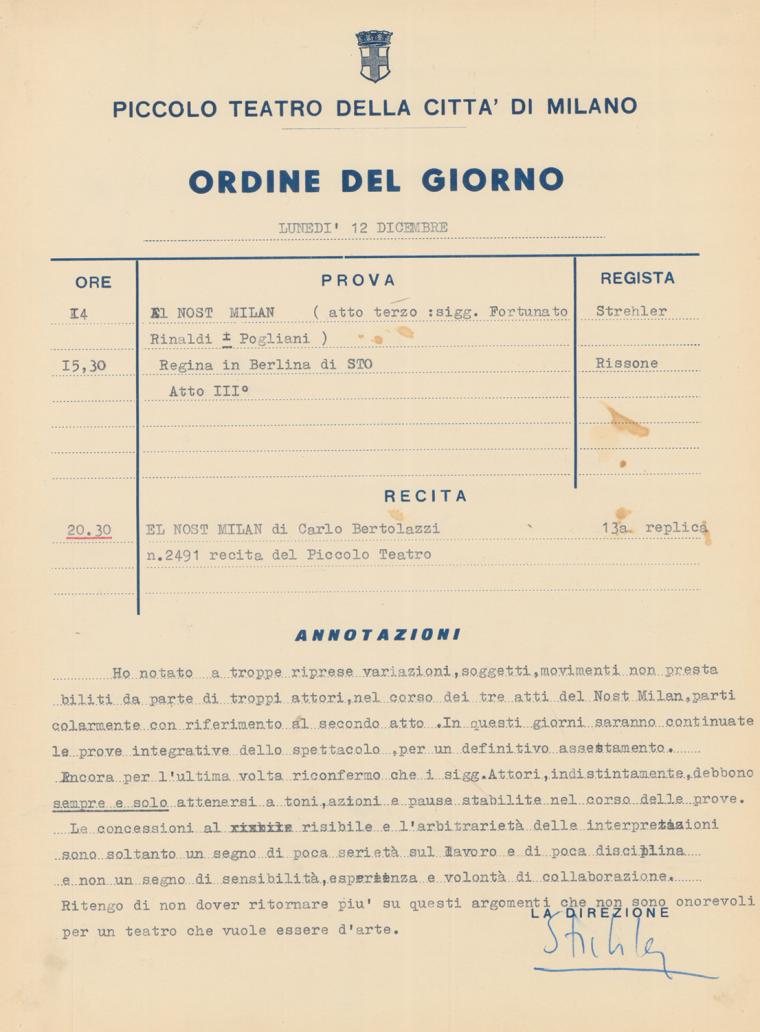 PICCOLO TEATRO DELLA CITTA' DI MILANO
ORDINE DEL GIORNO
LUNEDI' 12 DICEMBRE
ORE PROVA REGISTA
I4 El NOST MILAN ( atto terzo :sigg. Fortunato Strehler
Rinaldi ± Pogliani )
I5,30 Regina in Berlina di STO Rissone
Atto III°
RECITA
20.30 EL NOST MILAN di Carlo Bertolazzi 13a replica
n.2491 recita del Piccolo Teatro
ANNOTAZIONI
Ho notato a troppe riprese variazioni,soggetti,movimenti non presta
biliti da parte di troppi attori,nel corso dei tre atti del Nost Milan,parti
colarmente con riferimento al secondo atto .In questi giorni saranno continuate
le prove integrative dello spettacolo ,per un definitivo assestamento.
Encora per l'ultima volta riconfermo che i sigg.Attori,indistintamente,debbono
sempre e solo attenersi a toni,azioni e pause stabilite nel corso delle prove.
Le concessioni al risibile e l'arbitrarietà delle interpretazioni
sono soltanto un segno di poca serietà sul lavoro e di poca disciplina
e non un segno di sensibilità,esperienza e volontà di collaborazione.
Ritengo di non dover ritornare piu' su questi argomenti che non sono onorevoli
per un teatro che vuole essere d'arte.
LA DIREZIONE
Strehler